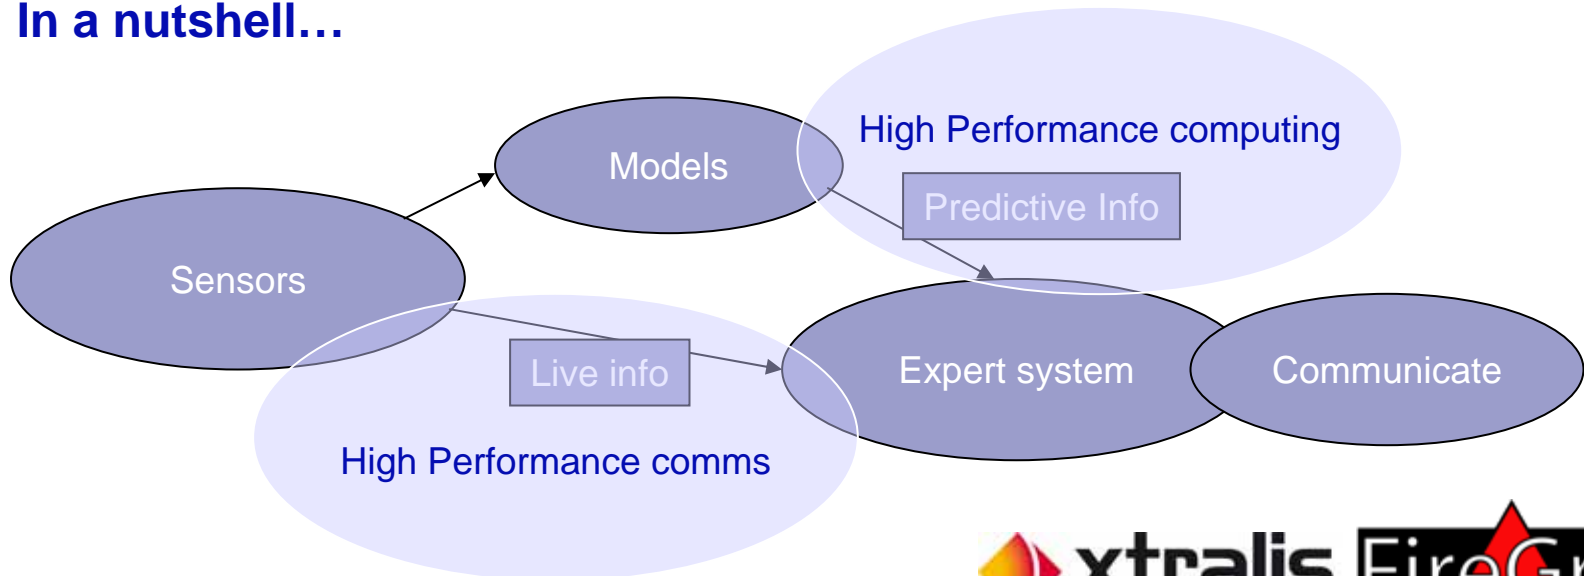 In a nutshell…
High Performance computing
Models
Predictive Info
Sensors
Live info
Expert system
Communicate
High Performance comms
xtralis